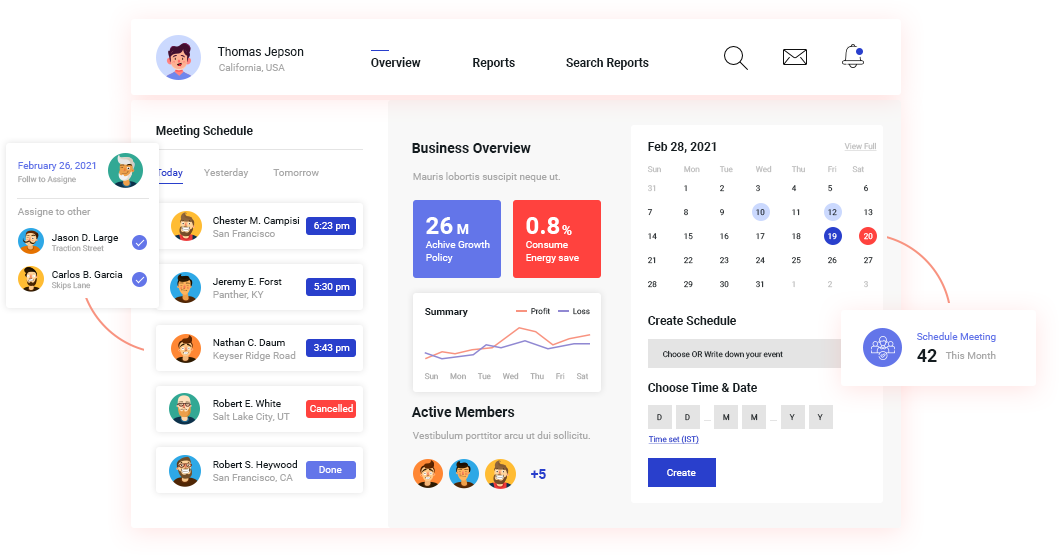 Thomas Jepson
California, USA
Overview
Reports
Search Reports
February 26, 2021
Follw to Assigne
Assigne to other
Jason D. Large
Traction Street
Carlos B. Garcia
Skips Lane
Meeting Schedule
Today
Yesterday
Tomorrow
Chester M. Campisi
San Francisco
6:23 pm
Jeremy E. Forst
Panther, KY
5:30 pm
Nathan C. Daum
Keyser Ridge Road
3:43 pm
Robert E. White
Salt Lake City, UT
Cancelled
Robert S. Heywood
San Francisco, CA
Done
Business Overview
Mauris lobortis suscipit neque ut.
26 M
Achive Growth
Policy
0.8%
Consume
Energy save
Summary
Profit
Loss
Sun Mon Tue Wed Thu Fri Sat
Active Members
Vestibulum porttitor arcu ut dui sollicitu.
+5
Feb 28, 2021
View Full
Sun Mon Tue Wed Thu Fri Sat
31 1 2 3 4 5 6
7 8 9 10 11 12 13
14 15 16 17 18 19 20
21 22 23 24 25 26 27
28 29 30 31 1 2 3
Create Schedule
Choose OR Write down your event
Choose Time & Date
D D ... M M ... Y Y
Time set (IST)
Create
Schedule Meeting
42 This Month